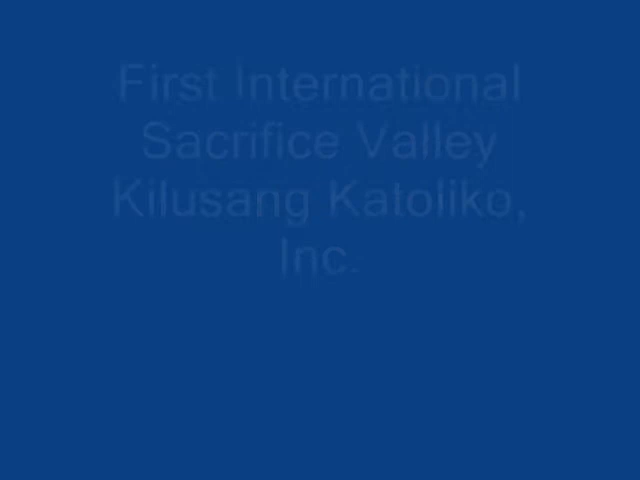 First International
Sacrifice Valley
Kilusang Katoliko,
Inc.